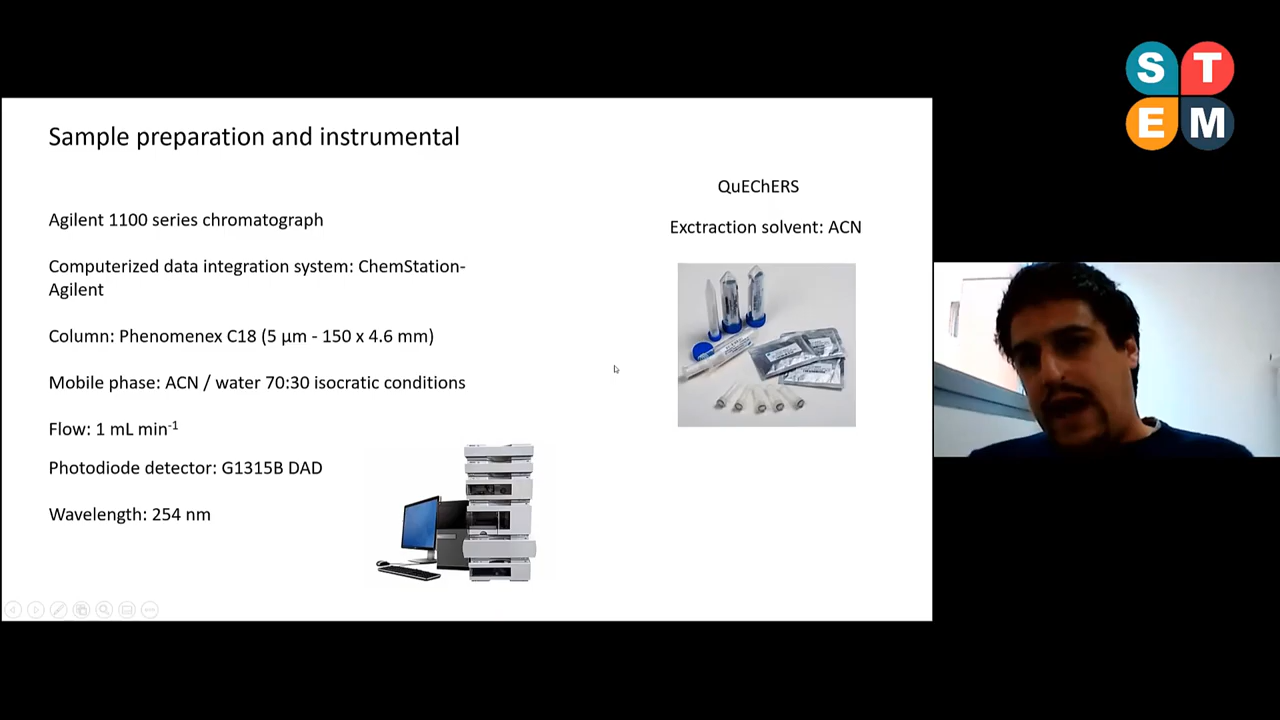 Sample preparation and instrumental
Agilent 1100 series chromatograph
Computerized data integration system: ChemStation-
Agilent
Column: Phenomenex C18 (5 µm - 150 x 4.6 mm)
Mobile phase: ACN / water 70:30 isocratic conditions
Flow: 1 mL min-1
Photodiode detector: G1315B DAD
Wavelength: 254 nm
QuEChERS
Exctraction solvent: ACN
S T
E M